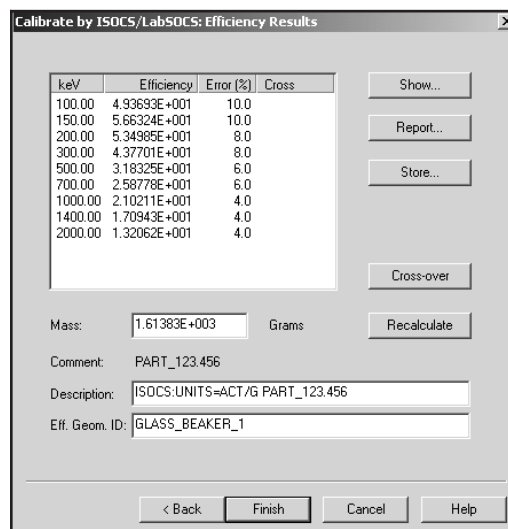 Calibrate by ISOCS/LabSOCS: Efficiency Results
keV Efficiency Error (%) Cross
100.00 4.93693E+001 10.0
150.00 5.66324E+001 10.0
200.00 5.34985E+001 8.0
300.00 4.37701E+001 8.0
500.00 3.18325E+001 6.0
700.00 2.58778E+001 6.0
1000.00 2.10211E+001 4.0
1400.00 1.70943E+001 4.0
2000.00 1.32062E+001 4.0
Show...
Report...
Store...
Cross-over
Mass: 1.61383E+003 Grams Recalculate
Comment: PART_123.456
Description: ISOCS:UNITS=ACT/G PART_123.456
Eff. Geom. ID: GLASS_BEAKER_1
< Back Finish Cancel Help